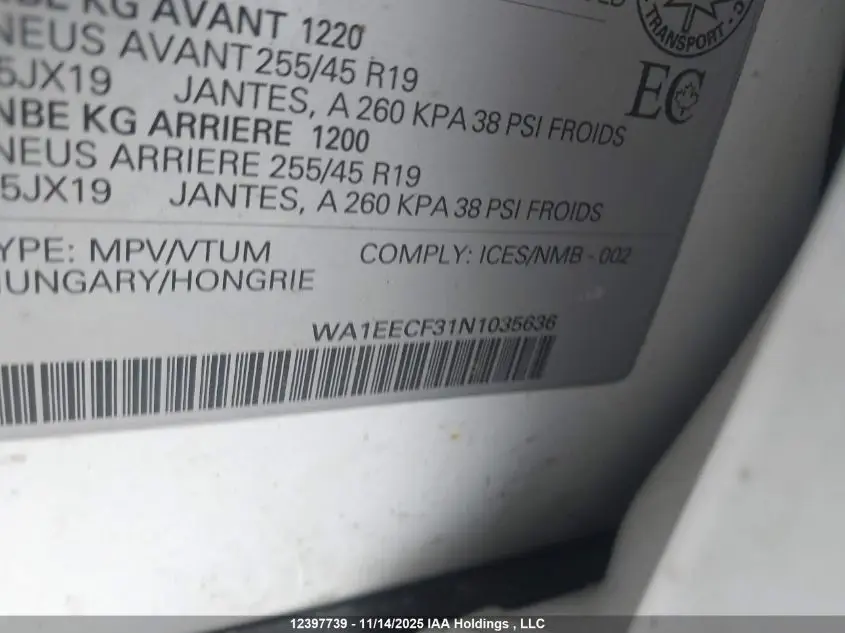 KG AVANT 1220
NEUS AVANT 255/45 R19
5JX19 JANTES, A 260 KPA 38 PSI FROIDS
NBE KG ARRIERE 1200
NEUS ARRIERE 255/45 R19
5JX19 JANTES, A 260 KPA 38 PSI FROIDS
TRANSPORT
EC
YPE: MPV/VTUM COMPLY: ICES/NMB - 002
HUNGARY/HONGRIE
WA1EECF31N1035636
12397739 - 11/14/2025 IAA Holdings , LLC